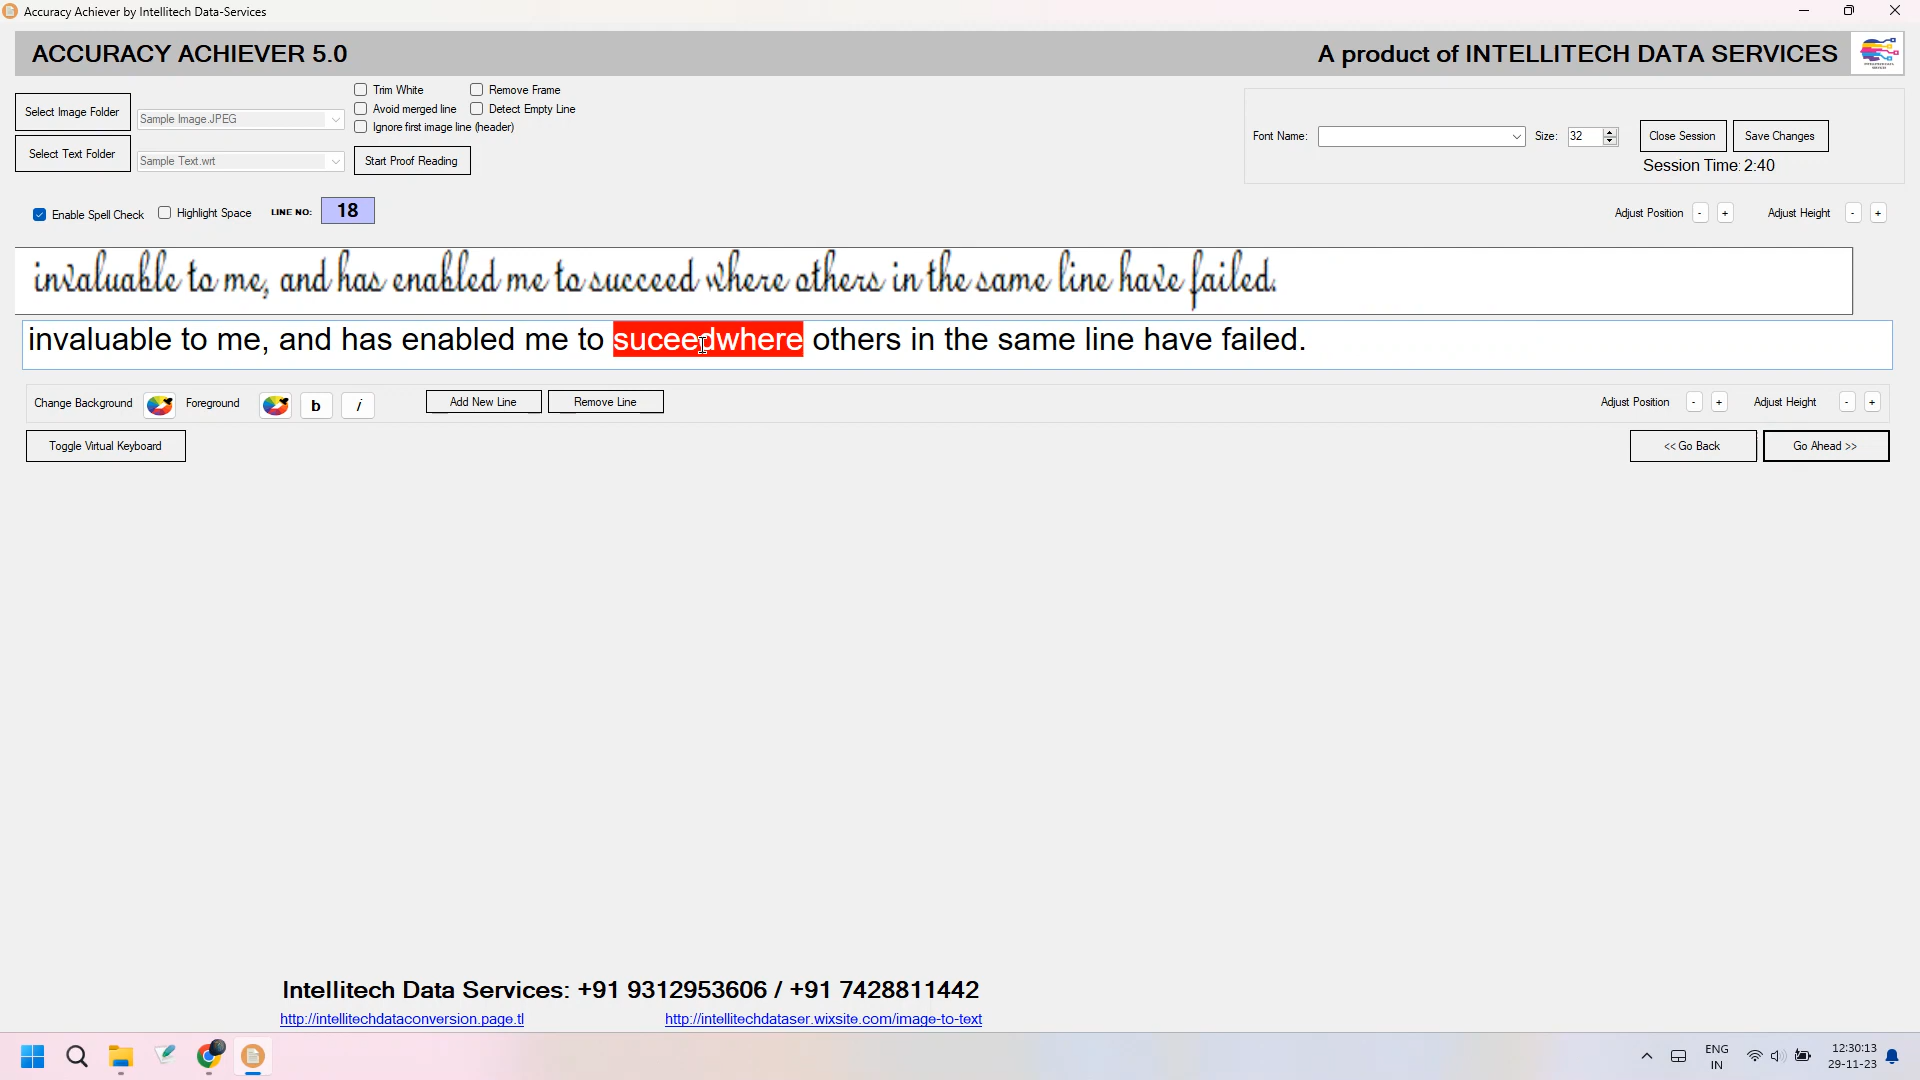 Accuracy Achiever by Intellitech Data-Services
ACCURACY ACHIEVER 5.0
A product of INTELLITECH DATA SERVICES
Select Image Folder
Sample Image.JPEG
Trim White
Remove Frame
Avoid merged line
Detect Empty Line
Ignore first image line (header)
Font Name:
Size:
32
Close Session
Save Changes
Select Text Folder
Sample Text.wrt
Start Proof Reading
Session Time: 2:40
Enable Spell Check
Highlight Space
LINE NO:
18
Adjust Position
-
+
Adjust Height
-
+
invaluable to me, and has enabled me to succeed where others in the same line have failed.
invaluable to me, and has enabled me to suceedwhere others in the same line have failed.
Change Background
Foreground
b
i
Add New Line
Remove Line
Adjust Position
-
+
Adjust Height
-
+
Toggle Virtual Keyboard
<< Go Back
Go Ahead >>
Intellitech Data Services: +91 9312953606 / +91 7428811442
http://intellitechdataconversion.page.tl
http://intellitechdataser.wixsite.com/image-to-text
ENG
IN
12:30:13
29-11-23